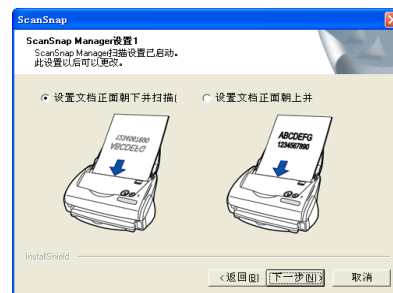 ScanSnap
ScanSnap Manager设置1
ScanSnap Manager扫描设置已启动。
此设置以后可以更改。
设置文档正面朝下并扫描(
设置文档正面朝上并
1234567890
ABCDEFG
ABCDEFG
1234567890
InstallShield
<返回(B)
下一步(N)>
取消